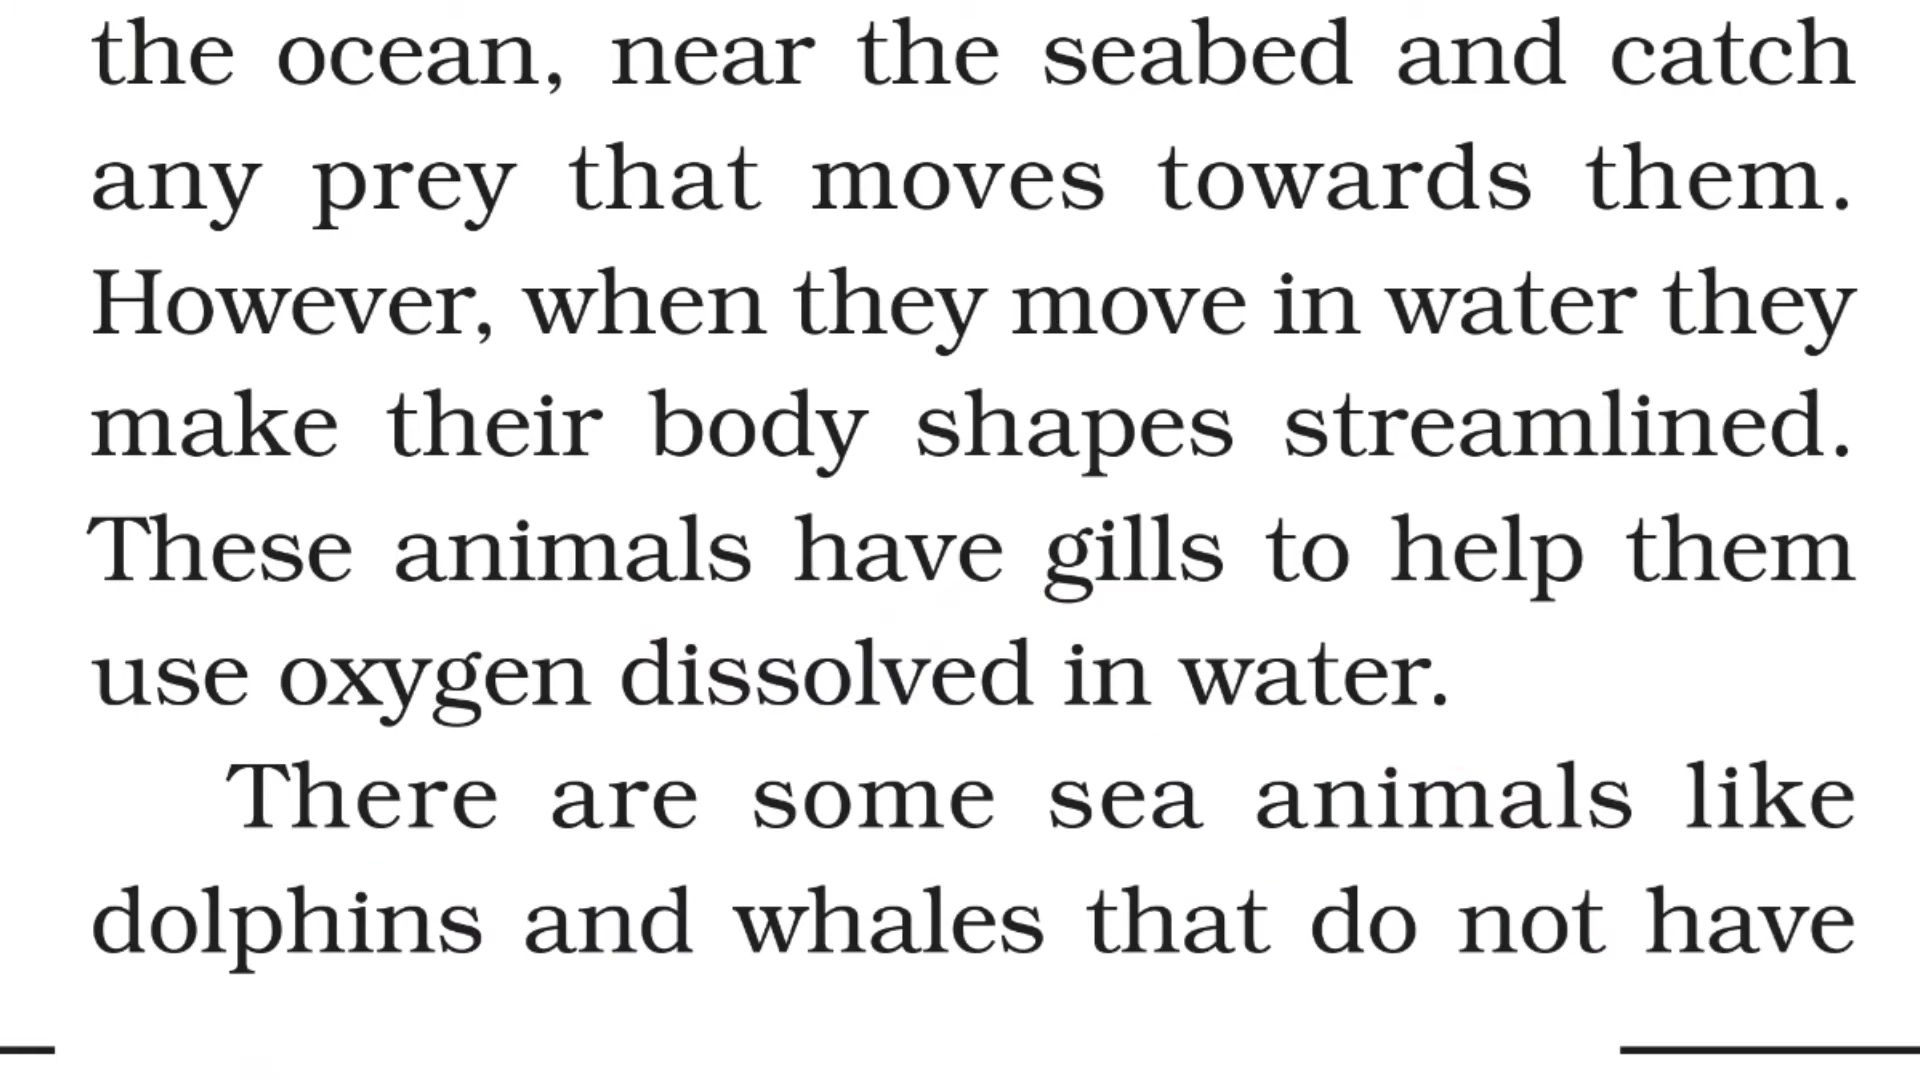 the ocean, near the seabed and catch
any prey that moves towards them.
However, when they move in water they
make their body shapes streamlined.
These animals have gills to help them
use oxygen dissolved in water.
There are some sea animals like
dolphins and whales that do not have